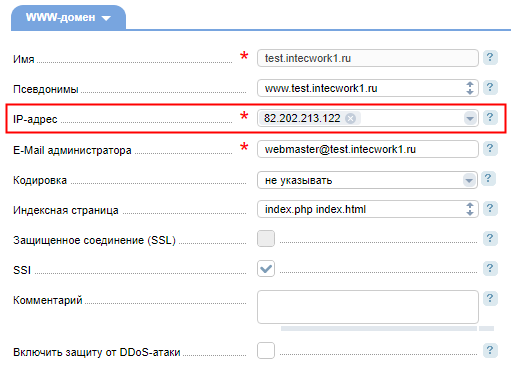 WWW-домен
Имя * test.intecwork1.ru ?
Псевдонимы www.test.intecwork1.ru ?
IP-адрес * 82.202.213.122 ?
E-Mail администратора * webmaster@test.intecwork1.ru ?
Кодировка не указывать ?
Индексная страница index.php index.html ?
Защищенное соединение (SSL) ?
SSI ?
Комментарий ?
Включить защиту от DDoS-атаки ?